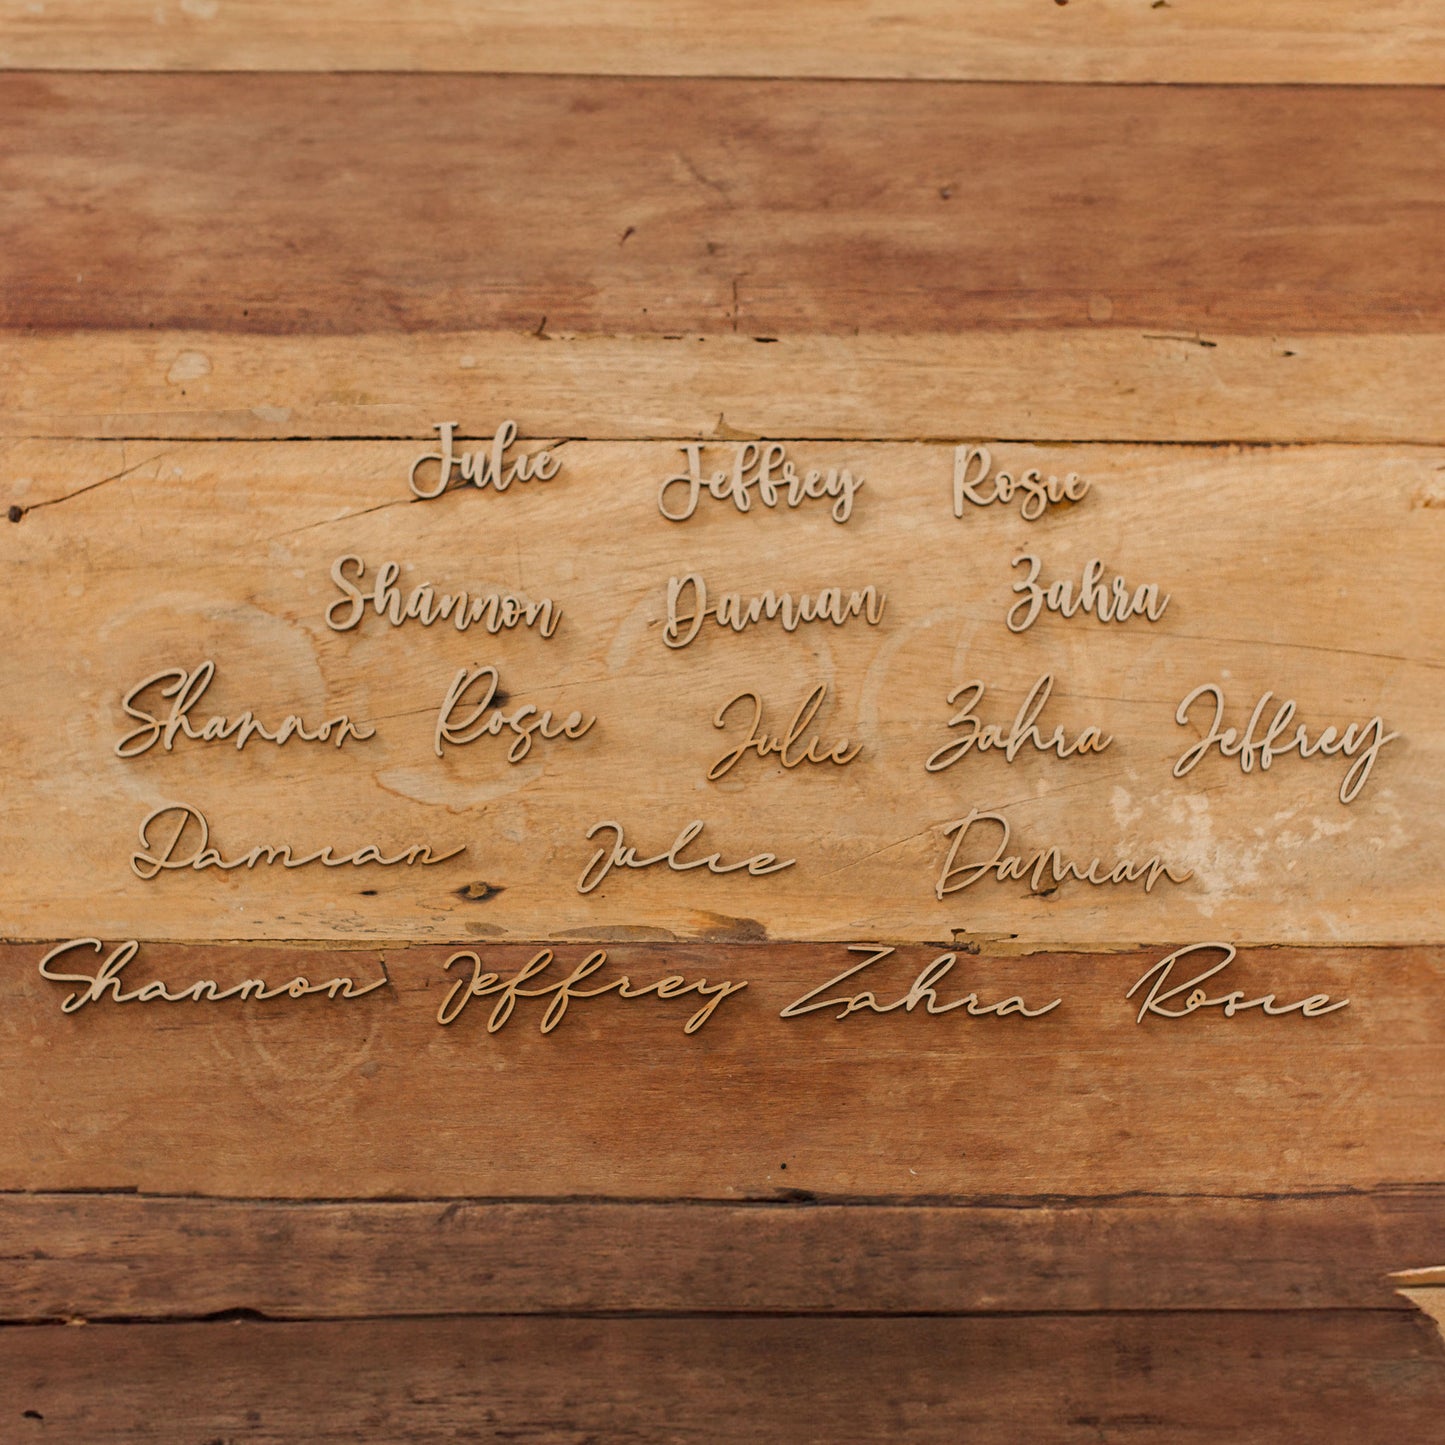 Julie Jeffrey Rosie
Shannon Damian Zahra
Shannon Rosie Julie Zahra Jeffrey
Damian Julie Damian
Shannon Jeffrey Zahra Rosie